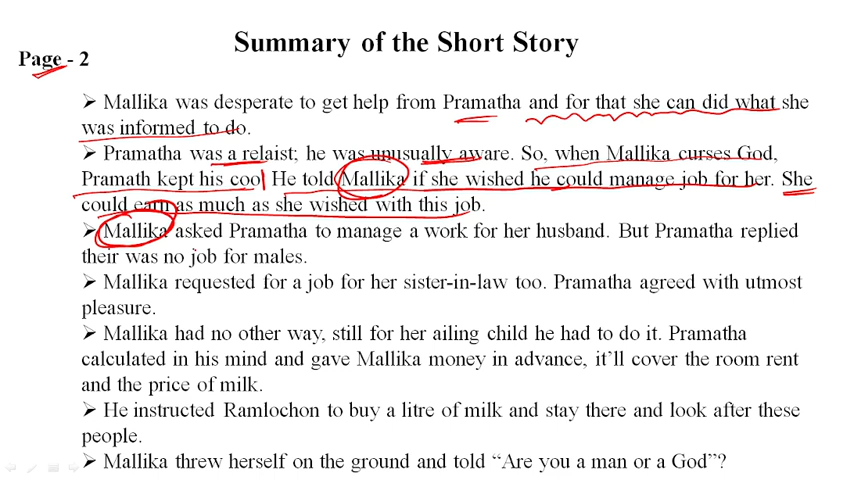 Summary of the Short Story
Page - 2
➢ Mallika was desperate to get help from Pramatha and for that she can did what she
was informed to do.
➢ Pramatha was a relaist; he was unusually aware. So, when Mallika curses God,
Pramath kept his cool He told Mallika if she wished he could manage job for her. She
could earn as much as she wished with this job.
➢ Mallika asked Pramatha to manage a work for her husband. But Pramatha replied
their was no job for males.
➢ Mallika requested for a job for her sister-in-law too. Pramatha agreed with utmost
pleasure.
➢ Mallika had no other way, still for her ailing child he had to do it. Pramatha
calculated in his mind and gave Mallika money in advance, it’ll cover the room rent
and the price of milk.
➢ He instructed Ramlochon to buy a litre of milk and stay there and look after these
people.
➢ Mallika threw herself on the ground and told “Are you a man or a God”?